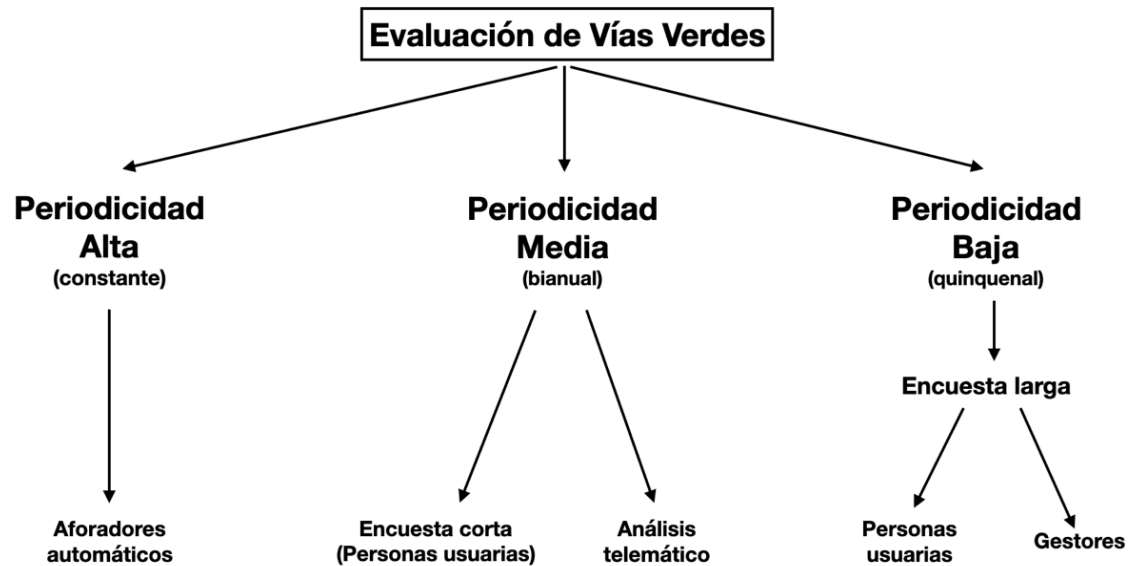 Evaluación de Vías Verdes
Periodicidad
Alta
(constante)
Periodicidad
Media
(bianual)
Periodicidad
Baja
(quinquenal)
Encuesta larga
Aforadores
automáticos
Encuesta corta
(Personas usuarias)
Análisis
telemático
Personas
usuarias
Gestores